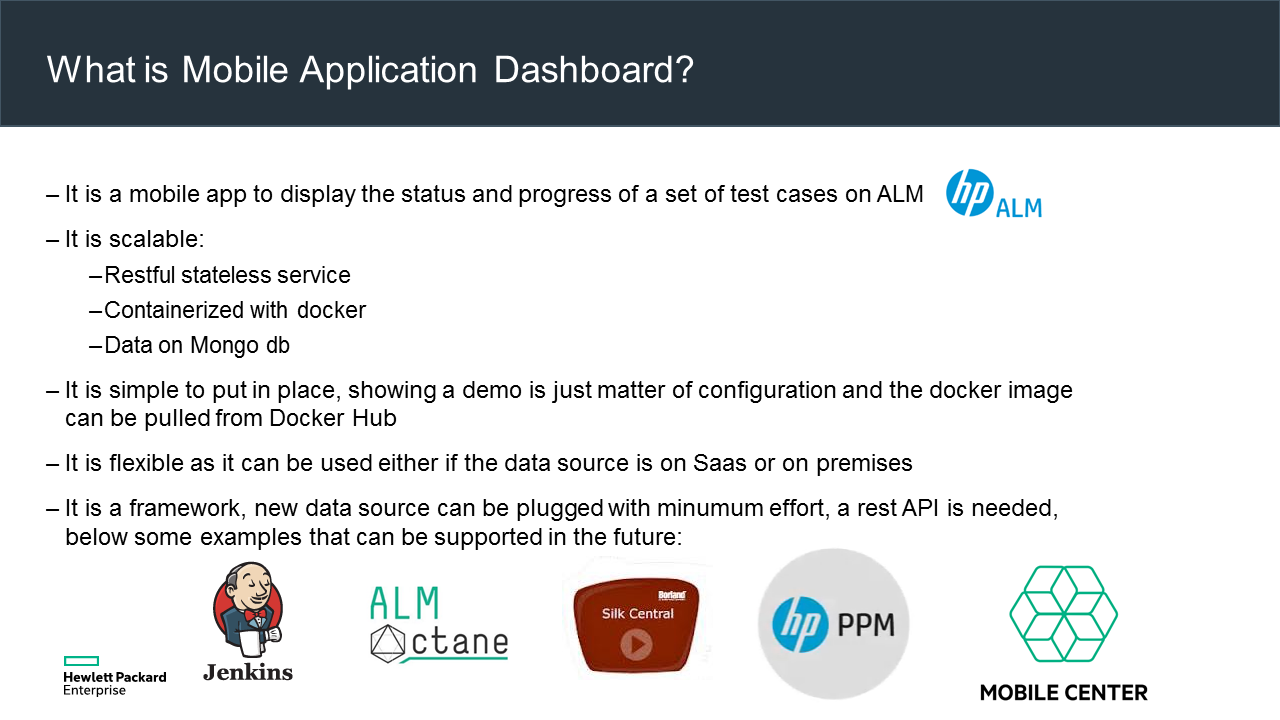 What is Mobile Application Dashboard?
– It is a mobile app to display the status and progress of a set of test cases on ALM
hp ALM
– It is scalable:
–Restful stateless service
–Containerized with docker
–Data on Mongo db
– It is simple to put in place, showing a demo is just matter of configuration and the docker image
can be pulled from Docker Hub
– It is flexible as it can be used either if the data source is on Saas or on premises
– It is a framework, new data source can be plugged with minumum effort, a rest API is needed,
below some examples that can be supported in the future:
Hewlett Packard
Enterprise
Jenkins
ALM
Octane
Borland
Silk Central
hp PPM
MOBILE CENTER